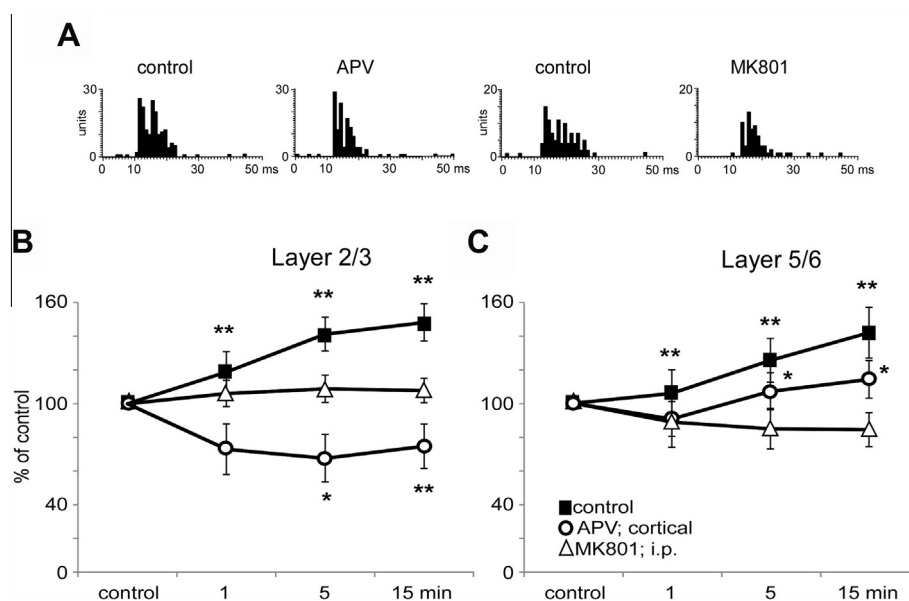 A
control
APV
control
MK801
30
units
0
0 10 30 50 ms
30
0
0 10 30 50 ms
20
units
0
0 10 30 50 ms
20
0
0 10 30 50 ms
B
Layer 2/3
160
100
40
0
% of control
**
**
**
*
**
control 1 5 15 min
C
Layer 5/6
160
100
40
0
**
**
**
*
*
control
APV; cortical
MK801; i.p.
control 1 5 15 min